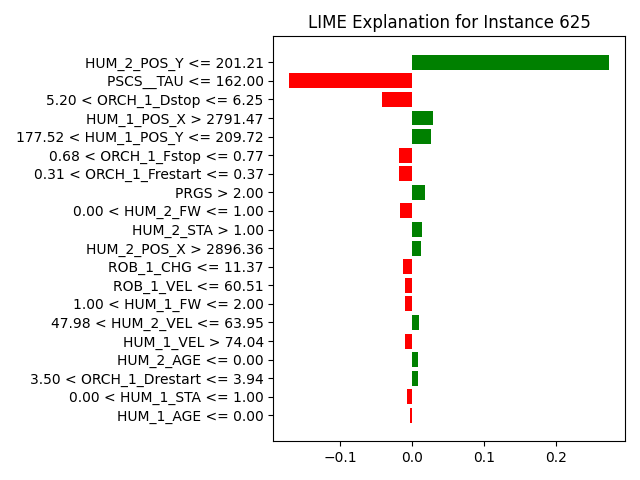 LIME Explanation for Instance 625
HUM_2_POS_Y <= 201.21
PSCS__TAU <= 162.00
5.20 < ORCH_1_Dstop <= 6.25
HUM_1_POS_X > 2791.47
177.52 < HUM_1_POS_Y <= 209.72
0.68 < ORCH_1_Fstop <= 0.77
0.31 < ORCH_1_Frestart <= 0.37
PRGS > 2.00
0.00 < HUM_2_FW <= 1.00
HUM_2_STA > 1.00
HUM_2_POS_X > 2896.36
ROB_1_CHG <= 11.37
ROB_1_VEL <= 60.51
1.00 < HUM_1_FW <= 2.00
47.98 < HUM_2_VEL <= 63.95
HUM_1_VEL > 74.04
HUM_2_AGE <= 0.00
3.50 < ORCH_1_Drestart <= 3.94
0.00 < HUM_1_STA <= 1.00
HUM_1_AGE <= 0.00
−0.1 0.0 0.1 0.2